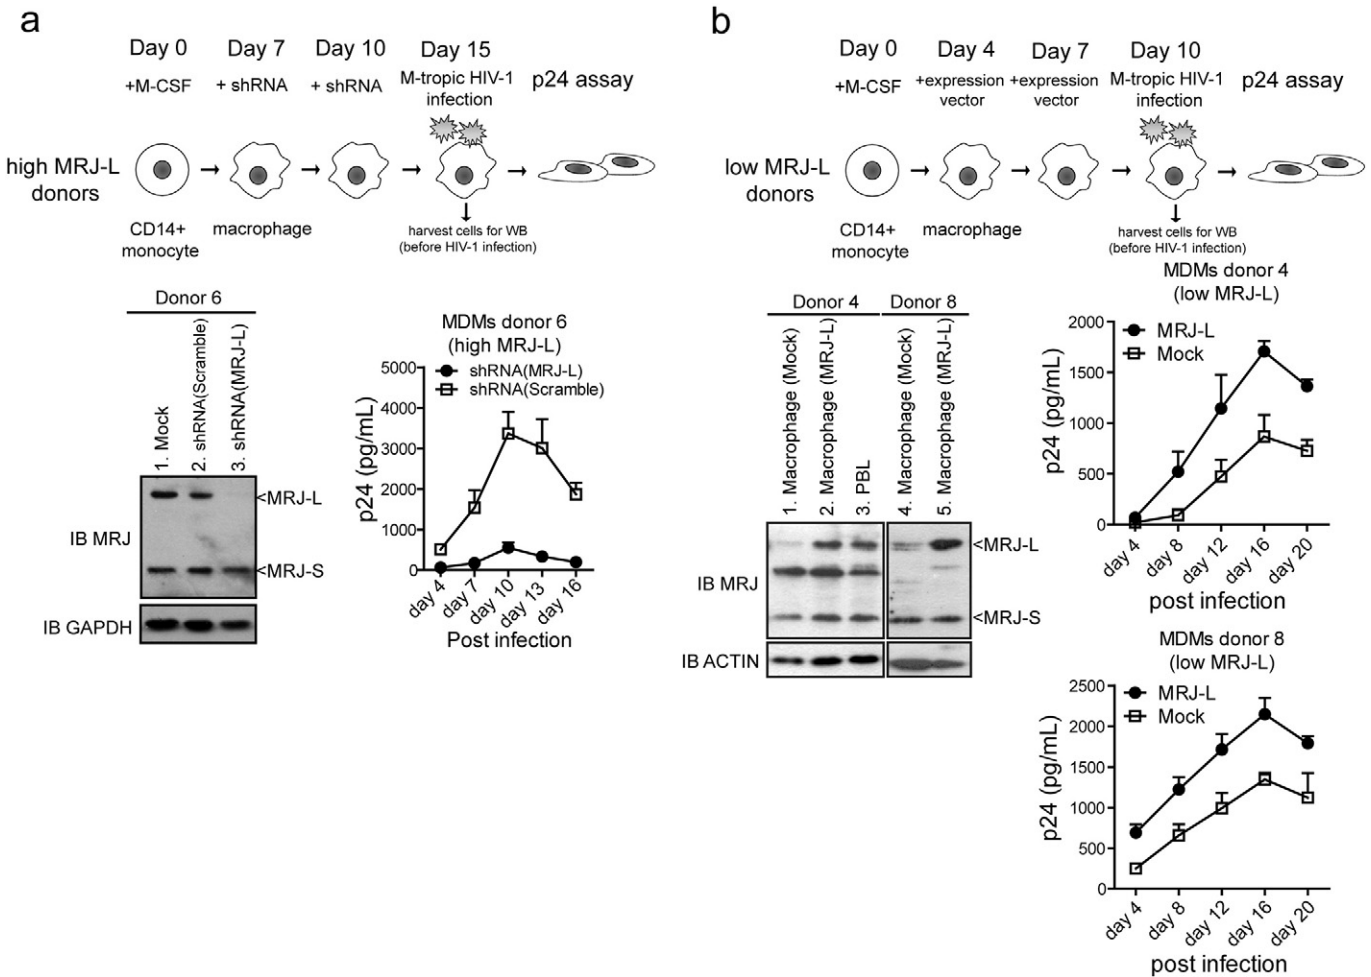 a
Day 0
Day 7
Day 10
Day 15
+M-CSF
+ shRNA
+ shRNA
M-tropic HIV-1
infection
p24 assay
high MRJ-L
donors
CD14+
monocyte
macrophage
harvest cells for WB
(before HIV-1 infection)
Donor 6
1. Mock
2. shRNA(Scramble)
3. shRNA(MRJ-L)
<MRJ-L
IB MRJ
<MRJ-S
IB GAPDH
MDMs donor 6
(high MRJ-L)
shRNA(MRJ-L)
shRNA(Scramble)
p24 (pg/mL)
5000
4000
3000
2000
1000
0
day 4
day 7
day 10
day 13
day 16
Post infection
b
Day 0
Day 4
Day 7
Day 10
+M-CSF
+expression
vector
+expression
vector
M-tropic HIV-1
infection
p24 assay
low MRJ-L
donors
CD14+
monocyte
macrophage
harvest cells for WB
(before HIV-1 infection)
Donor 4
Donor 8
1. Macrophage (Mock)
2. Macrophage (MRJ-L)
3. PBL
4. Macrophage (Mock)
5. Macrophage (MRJ-L)
<MRJ-L
IB MRJ
<MRJ-S
IB ACTIN
MDMs donor 4
(low MRJ-L)
MRJ-L
Mock
p24 (pg/mL)
2000
1500
1000
500
0
day 4
day 8
day 12
day 16
day 20
post infection
MDMs donor 8
(low MRJ-L)
MRJ-L
Mock
p24 (pg/mL)
2500
2000
1500
1000
500
0
day 4
day 8
day 12
day 16
day 20
post infection